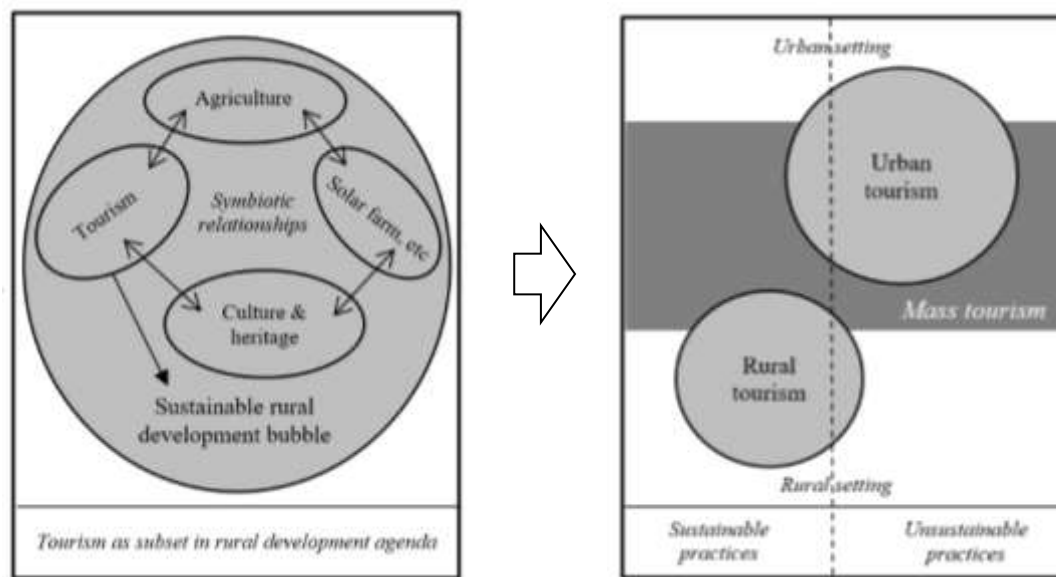 Agriculture
Tourism
Symbiotic
relationships
Solar farm, etc
Culture &
heritage
Sustainable rural
development bubble
Tourism as subset in rural development agenda
Urban setting
Urban
tourism
Mass tourism
Rural
tourism
Rural setting
Sustainable
practices
Unsustainable
practices